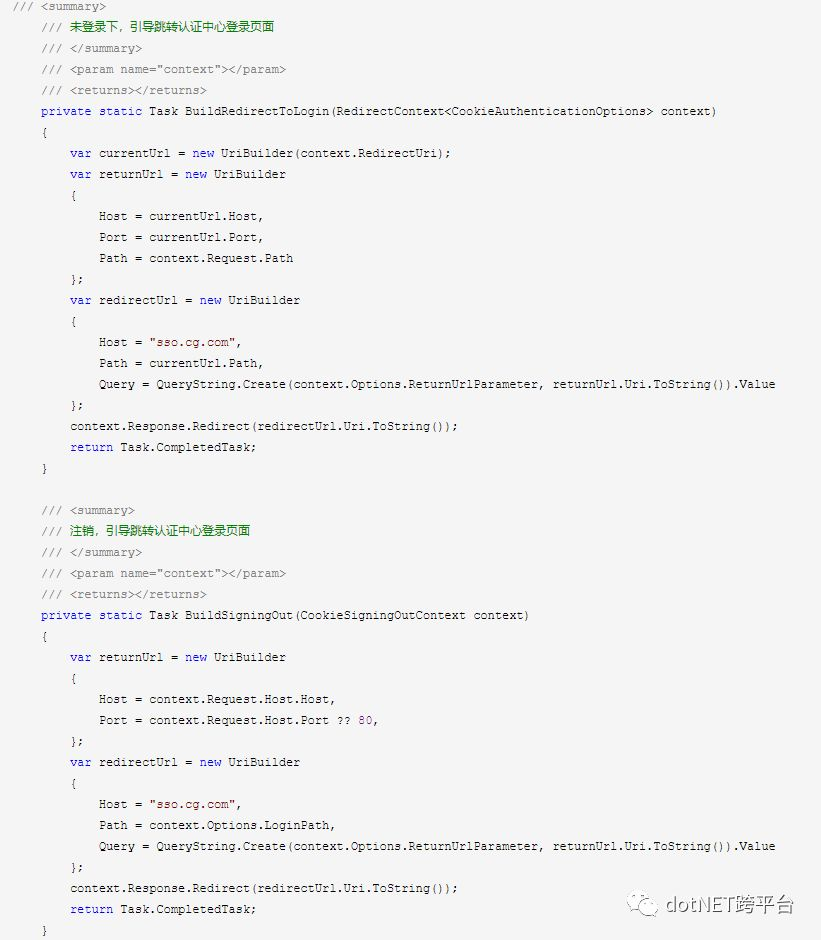 /// <summary>
/// 未登录下，引导跳转认证中心登录页面
/// </summary>
/// <param name="context"></param>
/// <returns></returns>
private static Task BuildRedirectToLogin(RedirectContext<CookieAuthenticationOptions> context)
{
var currentUrl = new UriBuilder(context.RedirectUri);
var returnUrl = new UriBuilder
{
Host = currentUrl.Host,
Port = currentUrl.Port,
Path = context.Request.Path
};
var redirectUrl = new UriBuilder
{
Host = "sso.cg.com",
Path = currentUrl.Path,
Query = QueryString.Create(context.Options.ReturnUrlParameter, returnUrl.Uri.ToString()).Value
};
context.Response.Redirect(redirectUrl.Uri.ToString());
return Task.CompletedTask;
}
/// <summary>
/// 注销，引导跳转认证中心登录页面
/// </summary>
/// <param name="context"></param>
/// <returns></returns>
private static Task BuildSigningOut(CookieSigningOutContext context)
{
var returnUrl = new UriBuilder
{
Host = context.Request.Host.Host,
Port = context.Request.Host.Port ?? 80,
};
var redirectUrl = new UriBuilder
{
Host = "sso.cg.com",
Path = context.Options.LoginPath,
Query = QueryString.Create(context.Options.ReturnUrlParameter, returnUrl.Uri.ToString()).Value
};
context.Response.Redirect(redirectUrl.Uri.ToString());
return Task.CompletedTask;
}
dotNET跨平台